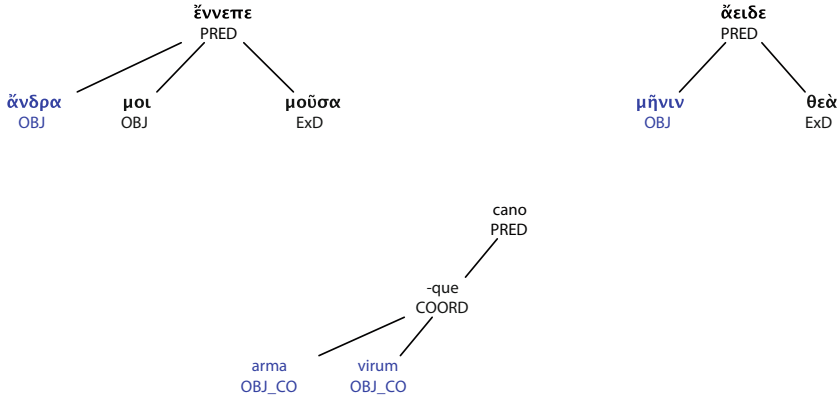 ἔννεπε
PRED
ἄνδρα
OBJ
μοι
OBJ
μοῦσα
ExD
ἄειδε
PRED
μῆνιν
OBJ
θεὰ
ExD
cano
PRED
-que
COORD
arma
OBJ_CO
virum
OBJ_CO